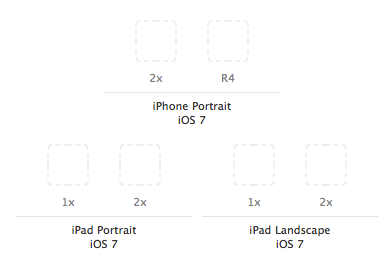 2x R4
iPhone Portrait
iOS 7
1x 2x 1x 2x
iPad Portrait iPad Landscape
iOS 7 iOS 7